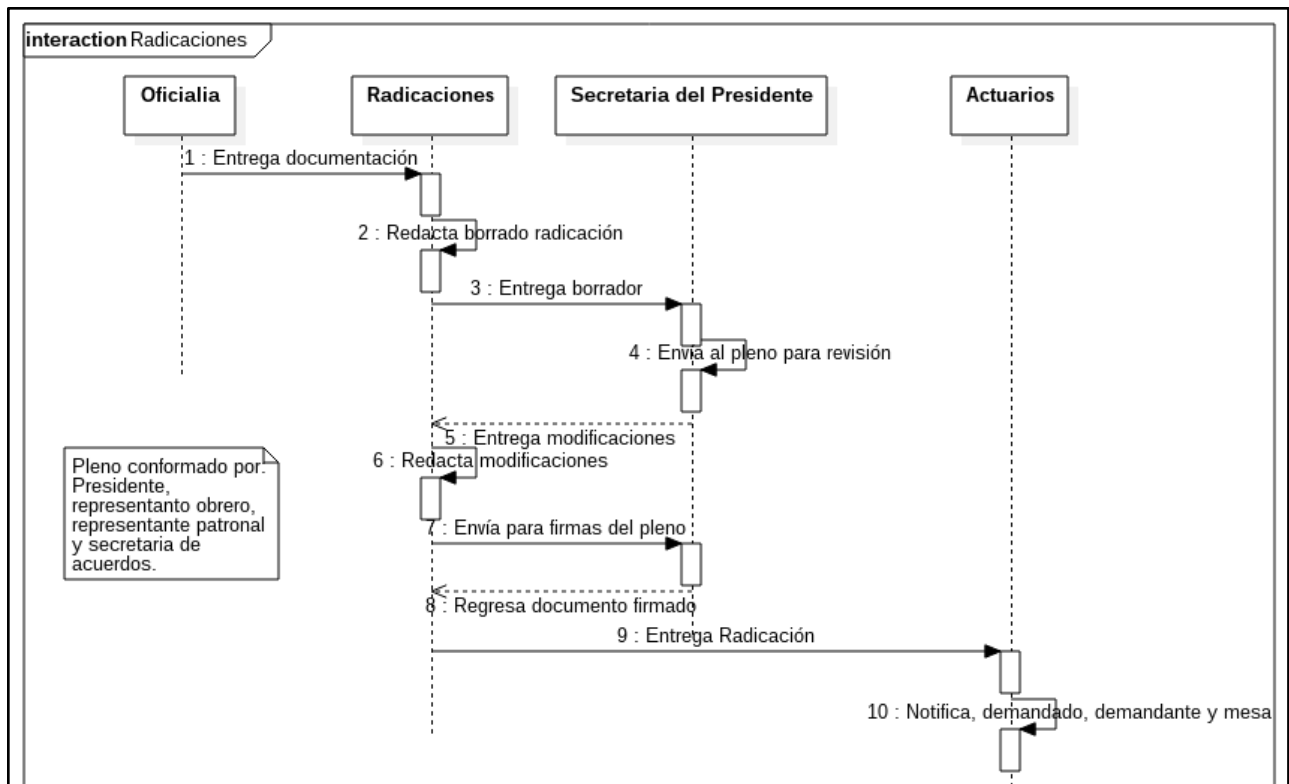 interaction Radicaciones
Oficialia
Radicaciones
Secretaria del Presidente
Actuarios
1 : Entrega documentación
2 : Redacta borrado radicación
3 : Entrega borrador
4 : Envía al pleno para revisión
5 : Entrega modificaciones
6 : Redacta modificaciones
Pleno conformado por:
Presidente,
representanto obrero,
representante patronal
y secretaria de
acuerdos.
7 : Envía para firmas del pleno
8 : Regresa documento firmado
9 : Entrega Radicación
10 : Notifica, demandado, demandante y mesa